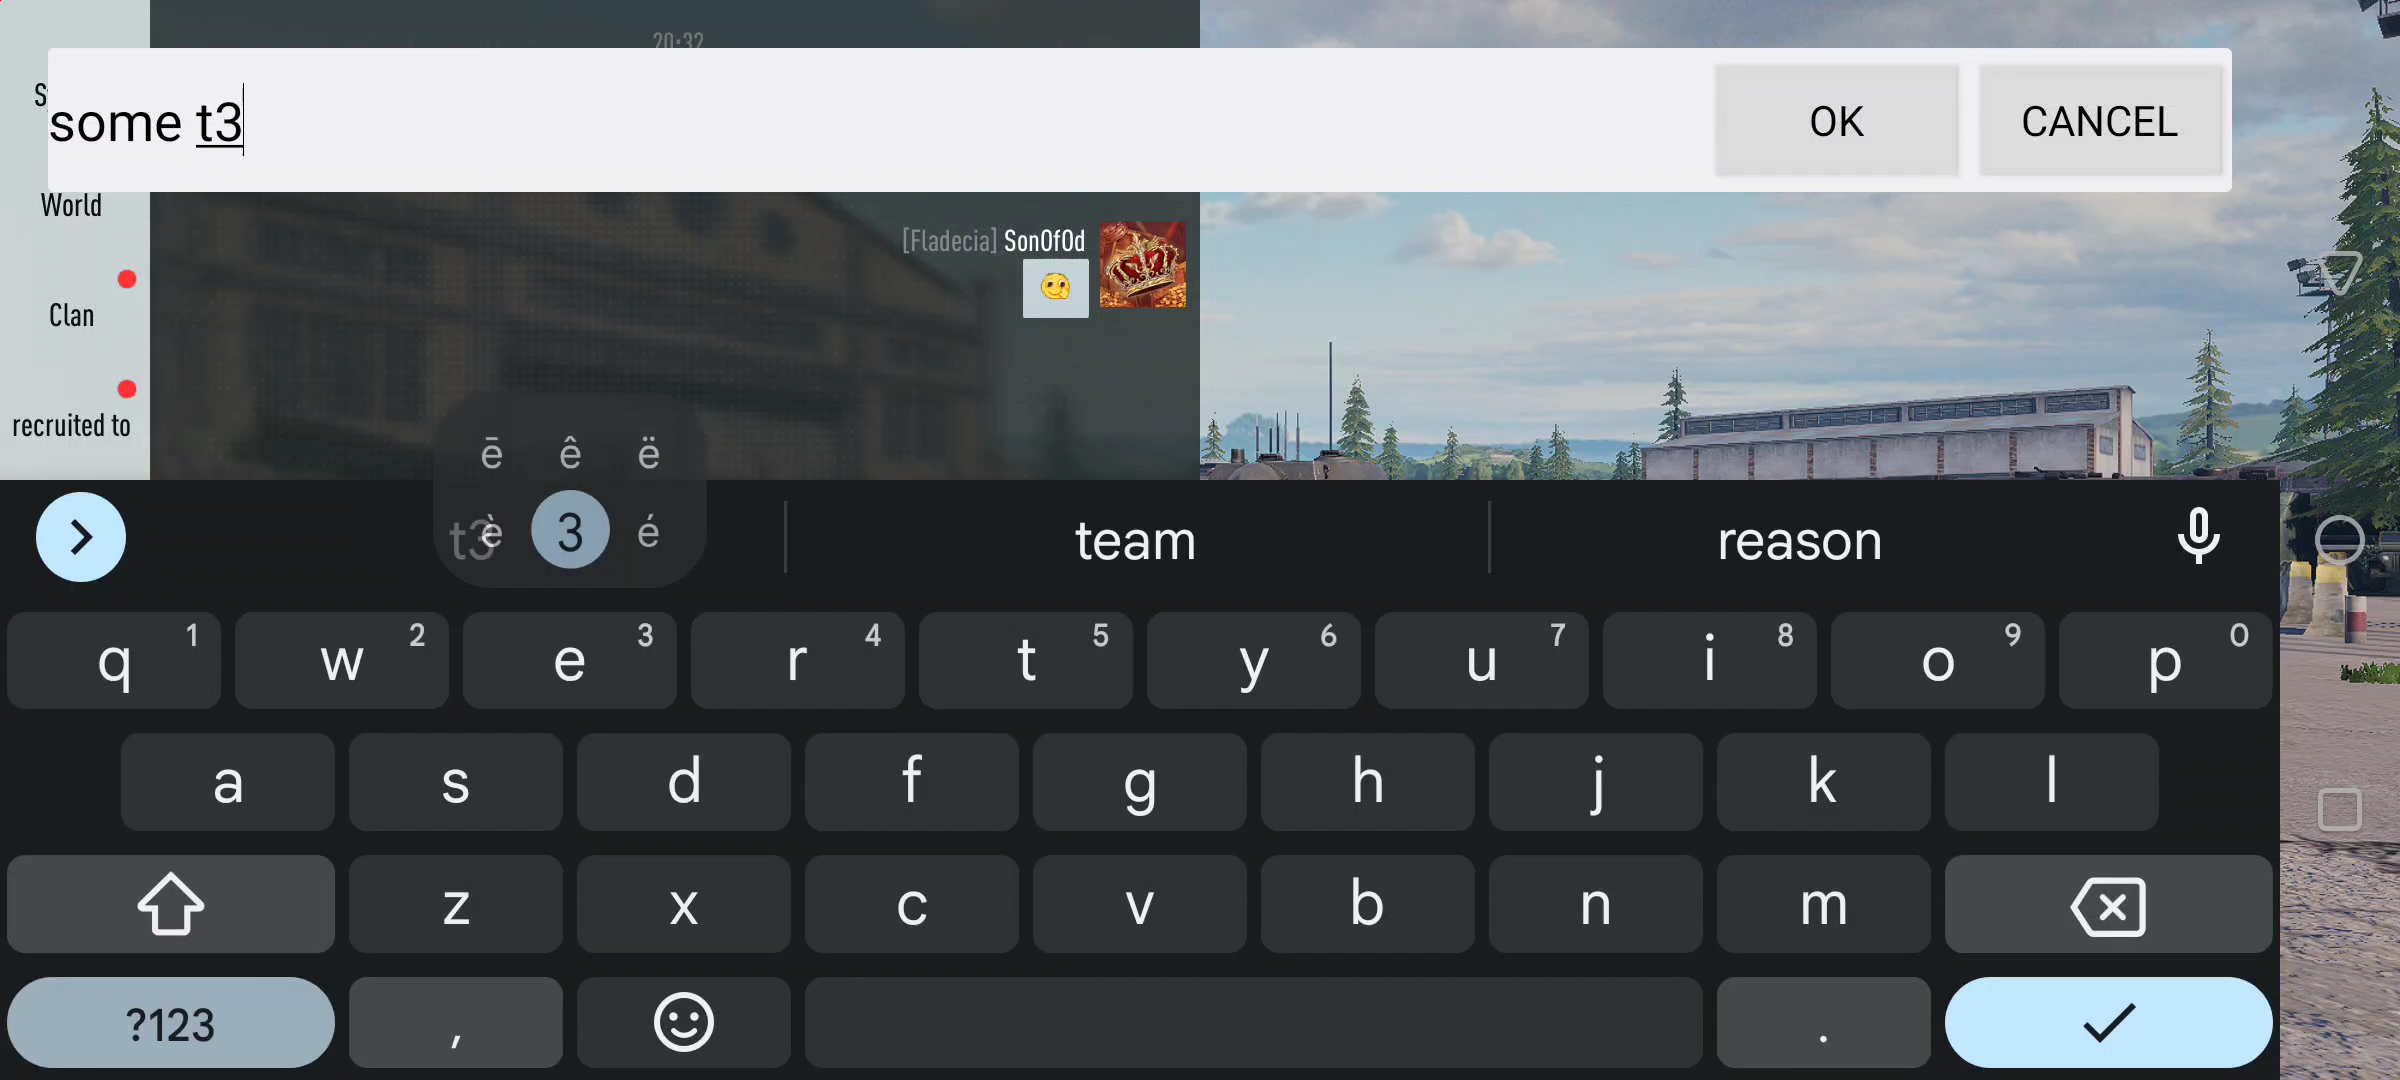 20:32
S
some t3
OK
CANCEL
World
[Fladecia] SonOfOd
Clan
recruited to
ē ê ë
è 3 é
t3
team
reason
q 1 w 2 e 3 r 4 t 5 y 6 u 7 i 8 o 9 p 0
a s d f g h j k l
z x c v b n m
?123 , .